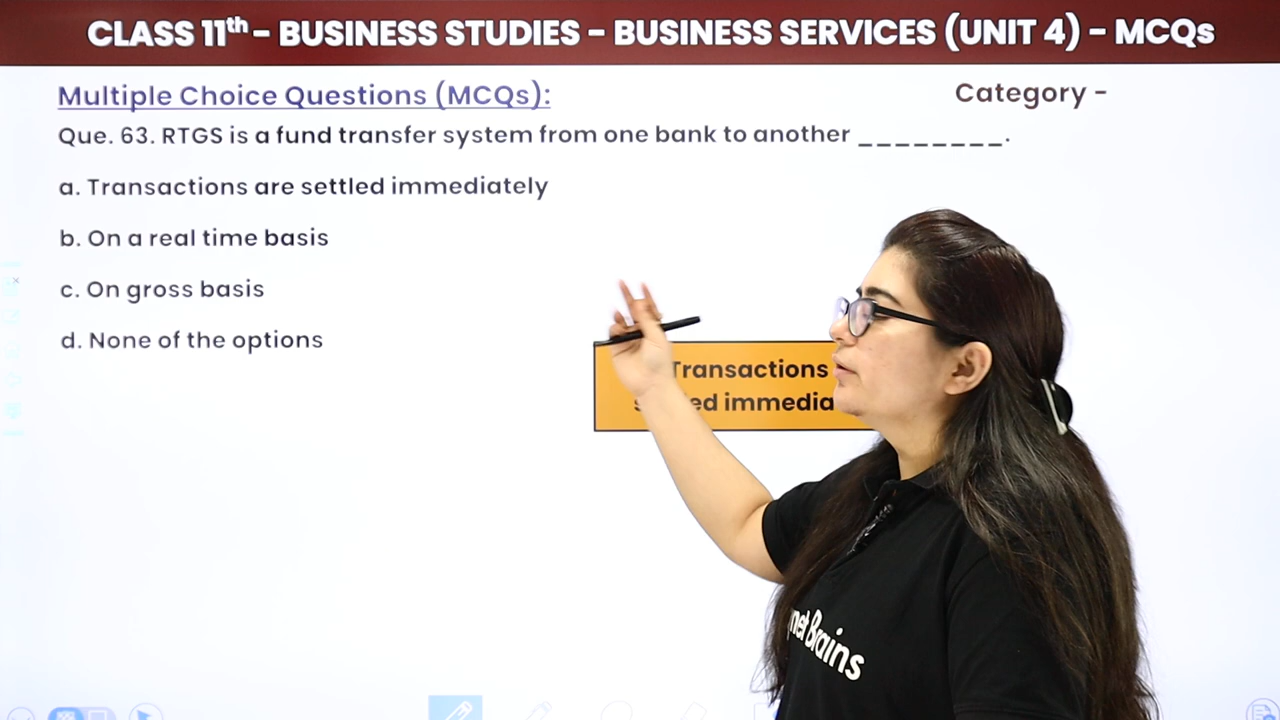 CLASS 11th – BUSINESS STUDIES – BUSINESS SERVICES (UNIT 4) – MCQs
Multiple Choice Questions (MCQs):
Category -
Que. 63. RTGS is a fund transfer system from one bank to another ________.
a. Transactions are settled immediately
b. On a real time basis
c. On gross basis
d. None of the options
Transactions
immedia
Brains